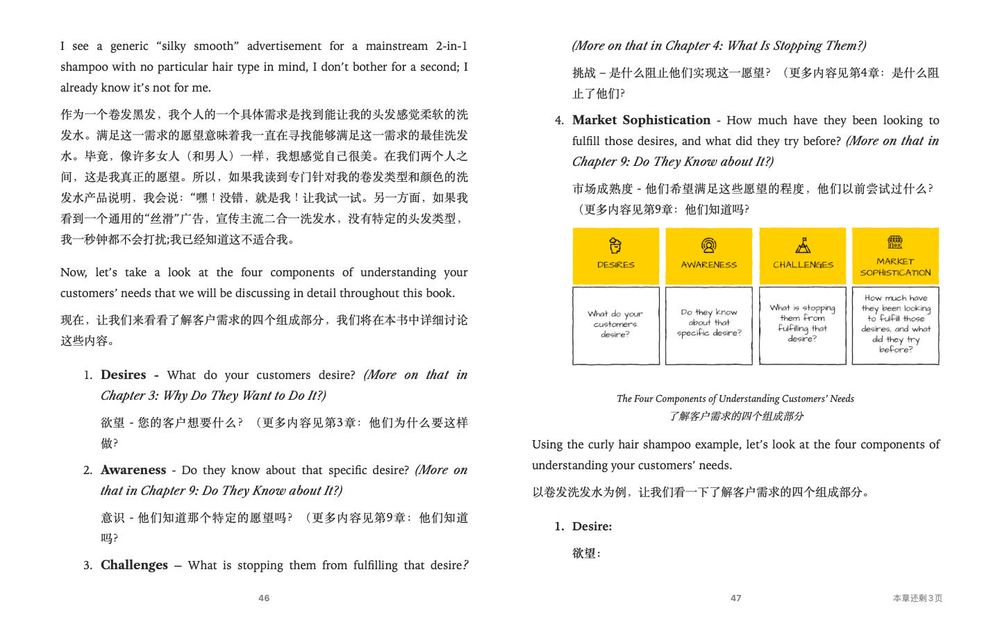 I see a generic “silky smooth” advertisement for a mainstream 2-in-1
shampoo with no particular hair type in mind, I don’t bother for a second; I
already know it’s not for me.
作为一个卷发黑发，我个人的一个具体需求是找到能让我的头发感觉柔软的洗
发水。满足这一需求的愿望意味着我一直在寻找能够满足这一需求的最佳洗发
水。毕竟，像许多女人（和男人）一样，我想感觉自己很美。在我们两个人之
间，这是我真正的愿望。所以，如果我读到专门针对我的卷发类型和颜色的洗
发水产品说明，我会说：“嘿！没错，就是我！让我试一试。另一方面，如果我
看到一个通用的“丝滑”广告，宣传主流二合一洗发水，没有特定的头发类型，
我一秒钟都不会打扰;我已经知道这不适合我。
Now, let’s take a look at the four components of understanding your
customers’ needs that we will be discussing in detail throughout this book.
现在，让我们来看看了解客户需求的四个组成部分，我们将在本书中详细讨论
这些内容。
1. Desires - What do your customers desire? (More on that in
Chapter 3: Why Do They Want to Do It?)
欲望 - 您的客户想要什么？（更多内容见第3章：他们为什么要这样
做?
2. Awareness - Do they know about that specific desire? (More on
that in Chapter 9: Do They Know about It?)
意识 - 他们知道那个特定的愿望吗？（更多内容见第9章：他们知道
吗?
3. Challenges – What is stopping them from fulfilling that desire?
46
(More on that in Chapter 4: What Is Stopping Them?)
挑战 – 是什么阻止他们实现这一愿望？（更多内容见第4章：是什么阻
止了他们?
4. Market Sophistication - How much have they been looking to
fulfill those desires, and what did they try before? (More on that in
Chapter 9: Do They Know about It?)
市场成熟度 - 他们希望满足这些愿望的程度，他们以前尝试过什么？
（更多内容见第9章：他们知道吗?
DESIRES
What do your
customers
desire?
AWARENESS
Do they know
about that
specific desire?
CHALLENGES
What is stopping
them from
fulfilling that
desire?
MARKET
SOPHISTICATION
How much have
they been looking
to fulfill those
desires, and what
did they try
before?
The Four Components of Understanding Customers’ Needs
了解客户需求的四个组成部分
Using the curly hair shampoo example, let’s look at the four components of
understanding your customers’ needs.
以卷发洗发水为例，让我们看一下了解客户需求的四个组成部分。
1. Desire:
欲望：
47
本章还剩3页